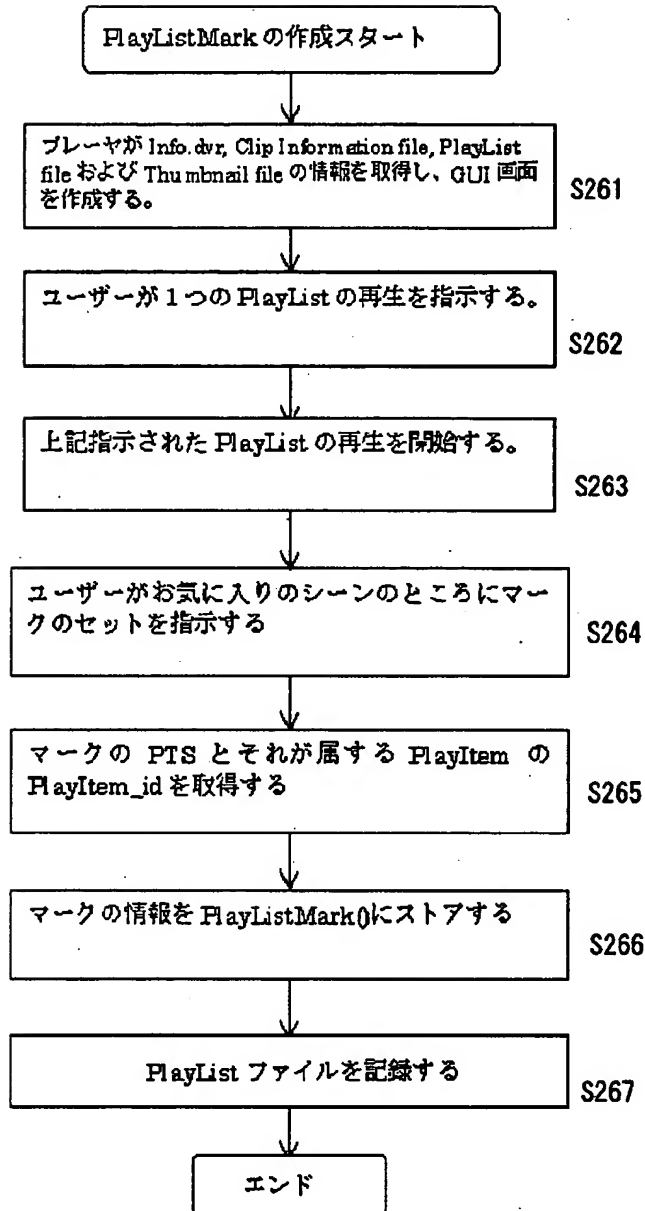 PlayListMark の作成スタート
プレーヤが Info.dvr, Clip Information file, PlayList
file および Thumbnail file の情報を取得し、GUI 画面
を作成する。
S261
ユーザーが１つの PlayList の再生を指示する。
S262
上記指示された PlayList の再生を開始する。
S263
ユーザーがお気に入りのシーンのところにマー
クのセットを指示する
S264
マークの PTS とそれが属する PlayItem の
PlayItem_id を取得する
S265
マークの情報を PlayListMark()にストアする
S266
PlayList ファイルを記録する
S267
エンド